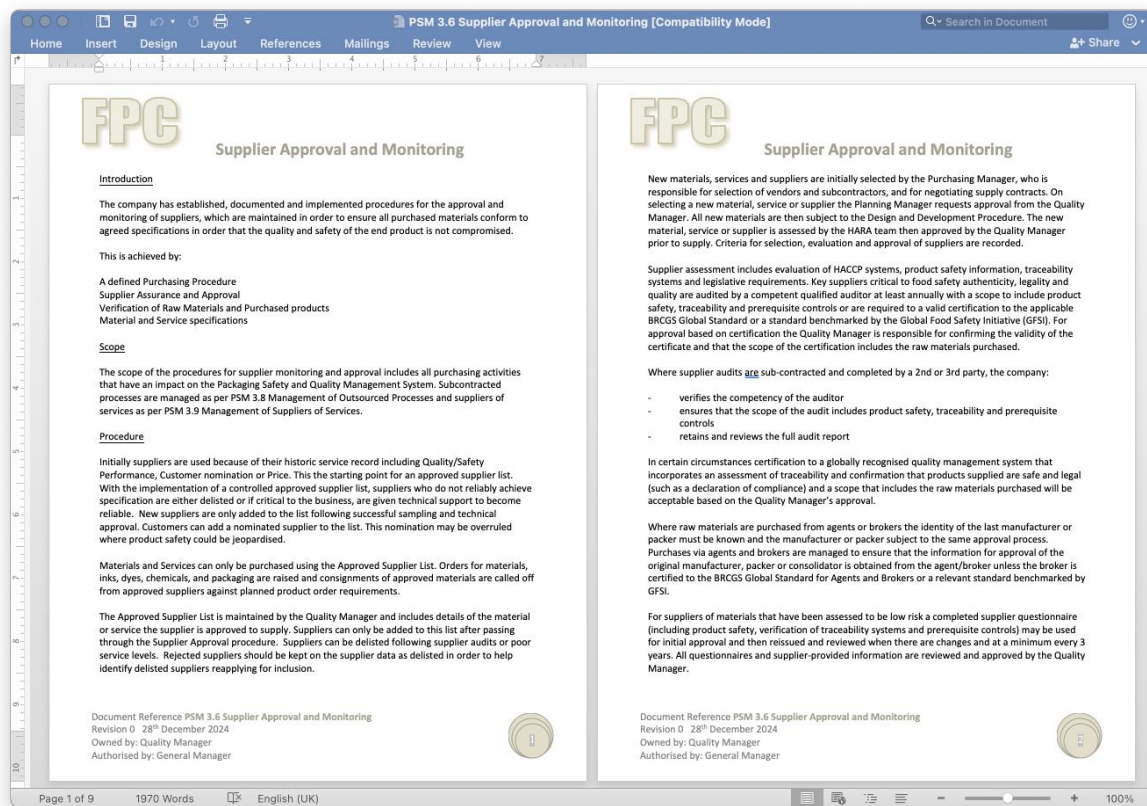 PSM 3.6 Supplier Approval and Monitoring [Compatibility Mode]
Search in Document
Home Insert Design Layout References Mailings Review View
Share
1 2 3 4 5 6 7
FPC
Supplier Approval and Monitoring
Introduction
The company has established, documented and implemented procedures for the approval and
monitoring of suppliers, which are maintained in order to ensure all purchased materials conform to
agreed specifications in order that the quality and safety of the end product is not compromised.
This is achieved by:
A defined Purchasing Procedure
Supplier Assurance and Approval
Verification of Raw Materials and Purchased products
Material and Service specifications
Scope
The scope of the procedures for supplier monitoring and approval includes all purchasing activities
that have an impact on the Packaging Safety and Quality Management System. Subcontracted
processes are managed as per PSM 3.8 Management of Outsourced Processes and suppliers of
services as per PSM 3.9 Management of Suppliers of Services.
Procedure
Initially suppliers are used because of their historic service record including Quality/Safety
Performance, Customer nomination or Price. This the starting point for an approved supplier list.
With the implementation of a controlled approved supplier list, suppliers who do not reliably achieve
specification are either delisted or if critical to the business, are given technical support to become
reliable. New suppliers are only added to the list following successful sampling and technical
approval. Customers can add a nominated supplier to the list. This nomination may be overruled
where product safety could be jeopardised.
Materials and Services can only be purchased using the Approved Supplier List. Orders for materials,
inks, dyes, chemicals, and packaging are raised and consignments of approved materials are called off
from approved suppliers against planned product order requirements.
The Approved Supplier List is maintained by the Quality Manager and includes details of the material
or service the supplier is approved to supply. Suppliers can only be added to this list after passing
through the Supplier Approval procedure. Suppliers can be delisted following supplier audits or poor
service levels. Rejected suppliers should be kept on the supplier data as delisted in order to help
identify delisted suppliers reapplying for inclusion.
Document Reference PSM 3.6 Supplier Approval and Monitoring
Revision 0 28th December 2024
Owned by: Quality Manager
Authorised by: General Manager
1
FPC
Supplier Approval and Monitoring
New materials, services and suppliers are initially selected by the Purchasing Manager, who is
responsible for selection of vendors and subcontractors, and for negotiating supply contracts. On
selecting a new material, service or supplier the Planning Manager requests approval from the Quality
Manager. All new materials are then subject to the Design and Development Procedure. The new
material, service or supplier is assessed by the HARA team then approved by the Quality Manager
prior to supply. Criteria for selection, evaluation and approval of suppliers are recorded.
Supplier assessment includes evaluation of HACCP systems, product safety information, traceability
systems and legislative requirements. Key suppliers critical to food safety authenticity, legality and
quality are audited by a competent qualified auditor at least annually with a scope to include product
safety, traceability and prerequisite controls or are required to a valid certification to the applicable
BRCGS Global Standard or a standard benchmarked by the Global Food Safety Initiative (GFSI). For
approval based on certification the Quality Manager is responsible for confirming the validity of the
certificate and that the scope of the certification includes the raw materials purchased.
Where supplier audits are sub-contracted and completed by a 2nd or 3rd party, the company:
- verifies the competency of the auditor
- ensures that the scope of the audit includes product safety, traceability and prerequisite
controls
- retains and reviews the full audit report
In certain circumstances certification to a globally recognised quality management system that
incorporates an assessment of traceability and confirmation that products supplied are safe and legal
(such as a declaration of compliance) and a scope that includes the raw materials purchased will be
acceptable based on the Quality Manager's approval.
Where raw materials are purchased from agents or brokers the identity of the last manufacturer or
packer must be known and the manufacturer or packer subject to the same approval process.
Purchases via agents and brokers are managed to ensure that the information for approval of the
original manufacturer, packer or consolidator is obtained from the agent/broker unless the broker is
certified to the BRCGS Global Standard for Agents and Brokers or a relevant standard benchmarked by
GFSI.
For suppliers of materials that have been assessed to be low risk a completed supplier questionnaire
(including product safety, verification of traceability systems and prerequisite controls) may be used
for initial approval and then reissued and reviewed when there are changes and at a minimum every 3
years. All questionnaires and supplier-provided information are reviewed and approved by the Quality
Manager.
Document Reference PSM 3.6 Supplier Approval and Monitoring
Revision 0 28th December 2024
Owned by: Quality Manager
Authorised by: General Manager
2
Page 1 of 9 1970 Words English (UK) 100%